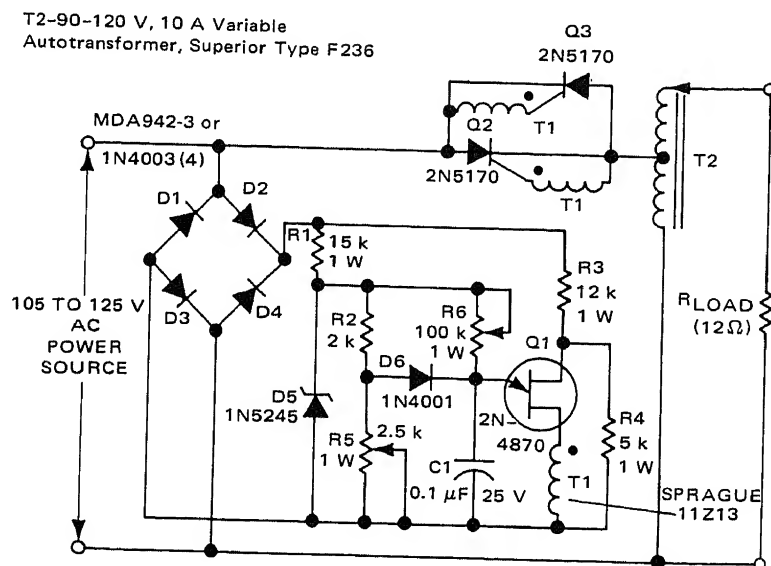 T2-90-120 V, 10 A Variable
Autotransformer, Superior Type F236
Q3
2N5170
MDA942-3 or
1N4003 (4)
Q2
T1
2N5170
T1
T2
D1
D2
D3
D4
R1
15 k
1 W
R3
12 k
1 W
105 TO 125 V
AC
POWER
SOURCE
R2
2 k
R6
100 k
1 W
Q1
RLOAD
(12Ω)
D6
1N4001
D5
1N5245
2N-
4870
R4
5 k
1 W
R5
1 W
2.5 k
C1
0.1 μF
25 V
T1
SPRAGUE
11Z13